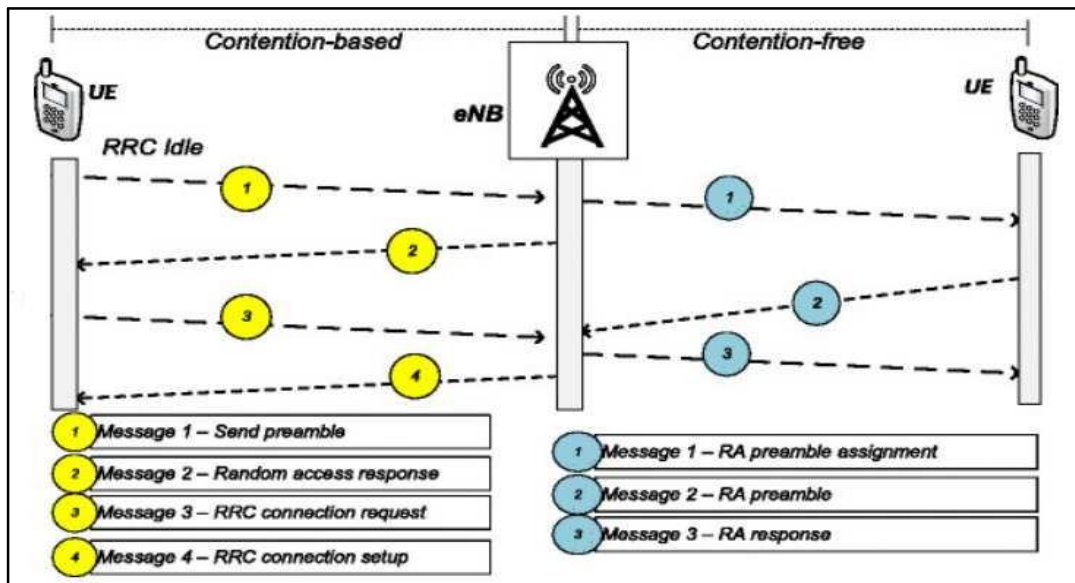 Contention-based
Contention-free
UE
eNB
UE
RRC Idle
1
1
2
2
3
3
4
1 Message 1 – Send preamble
2 Message 2 – Random access response
3 Message 3 – RRC connection request
4 Message 4 – RRC connection setup
1 Message 1 – RA preamble assignment
2 Message 2 – RA preamble
3 Message 3 – RA response